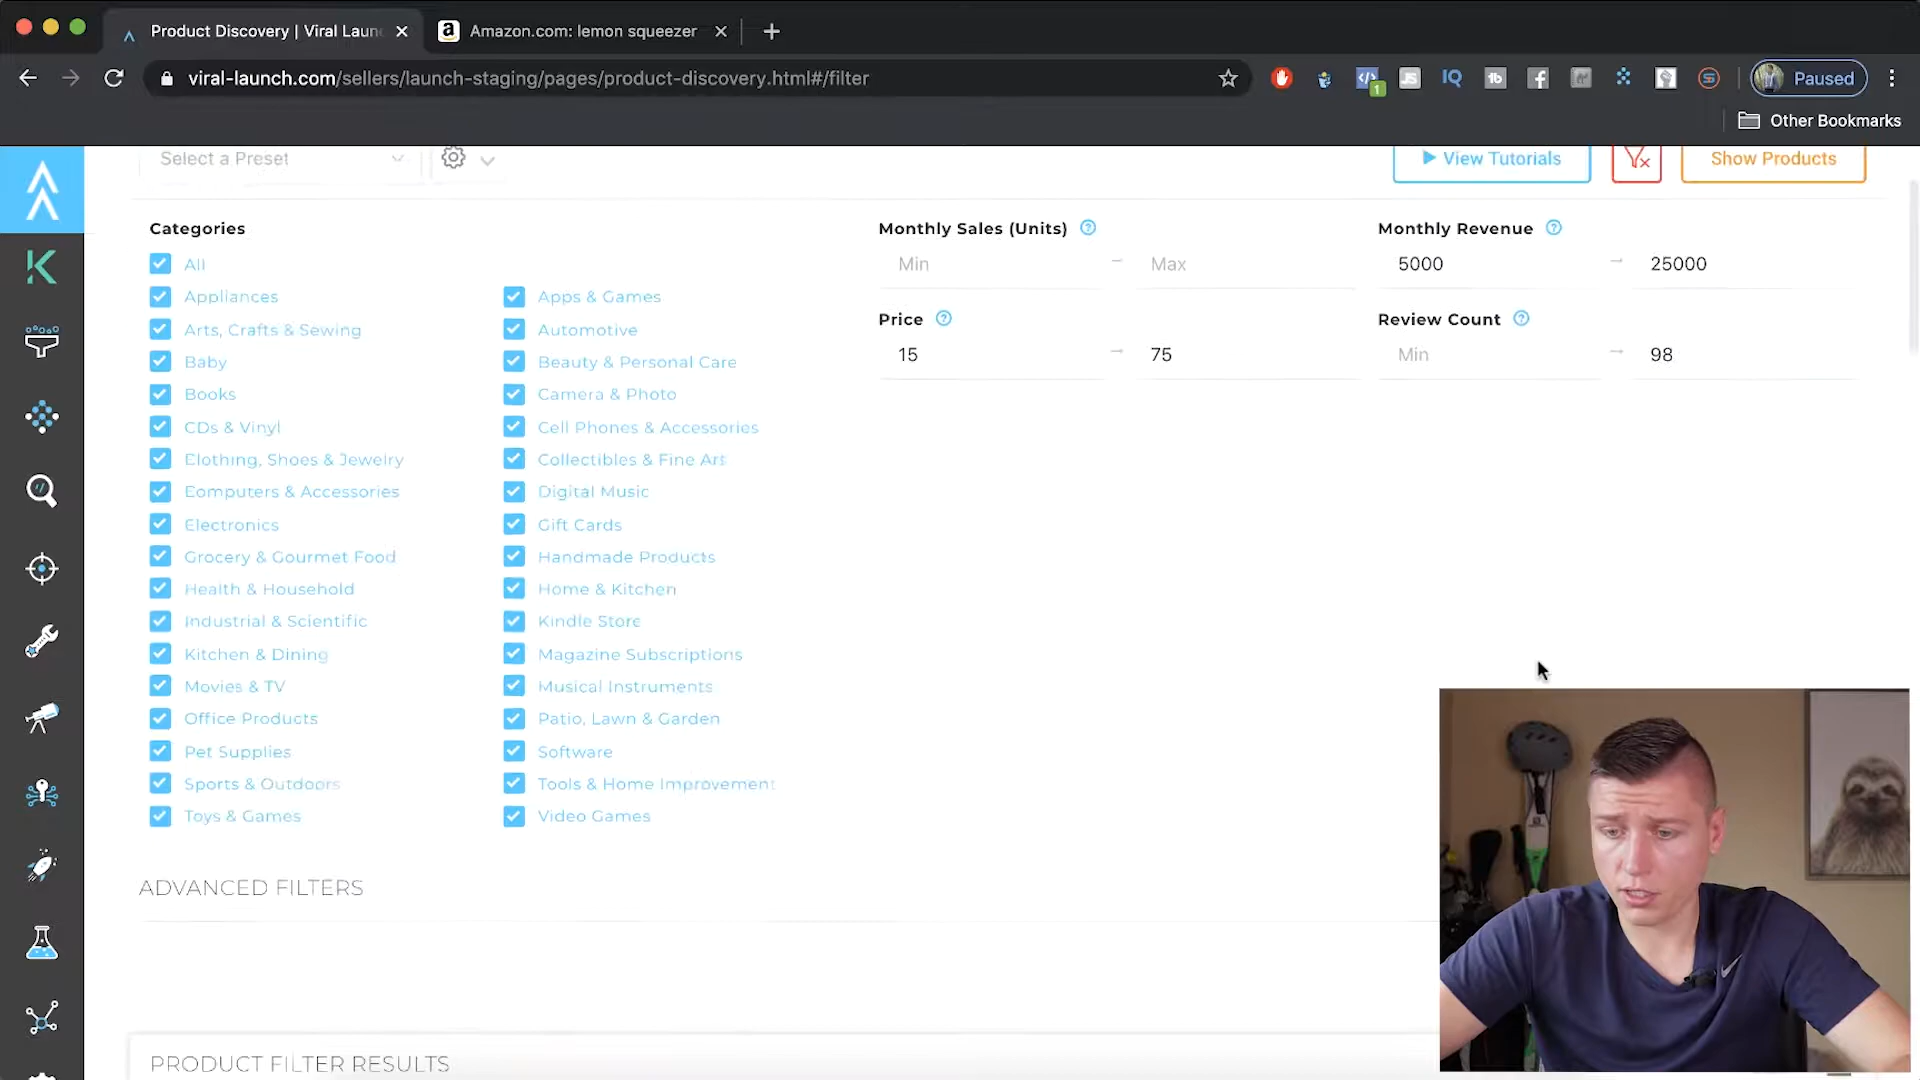 Product Discovery | Viral Laun
Amazon.com: lemon squeezer
viral-launch.com/sellers/launch-staging/pages/product-discovery.html#/filter
1
JS
IQ
Paused
Other Bookmarks
Select a Preset
View Tutorials
Show Products
Categories
Monthly Sales (Units)
Monthly Revenue
All
Min
Max
5000
25000
Appliances
Apps & Games
Price
Review Count
Arts, Crafts & Sewing
Automotive
15
75
Min
98
Baby
Beauty & Personal Care
Books
Camera & Photo
CDs & Vinyl
Cell Phones & Accessories
Clothing, Shoes & Jewelry
Collectibles & Fine Art
Computers & Accessories
Digital Music
Electronics
Gift Cards
Grocery & Gourmet Food
Handmade Products
Health & Household
Home & Kitchen
Industrial & Scientific
Kindle Store
Kitchen & Dining
Magazine Subscriptions
Movies & TV
Musical Instruments
Office Products
Patio, Lawn & Garden
Pet Supplies
Software
Sports & Outdoors
Tools & Home Improvement
Toys & Games
Video Games
ADVANCED FILTERS
PRODUCT FILTER RESULTS